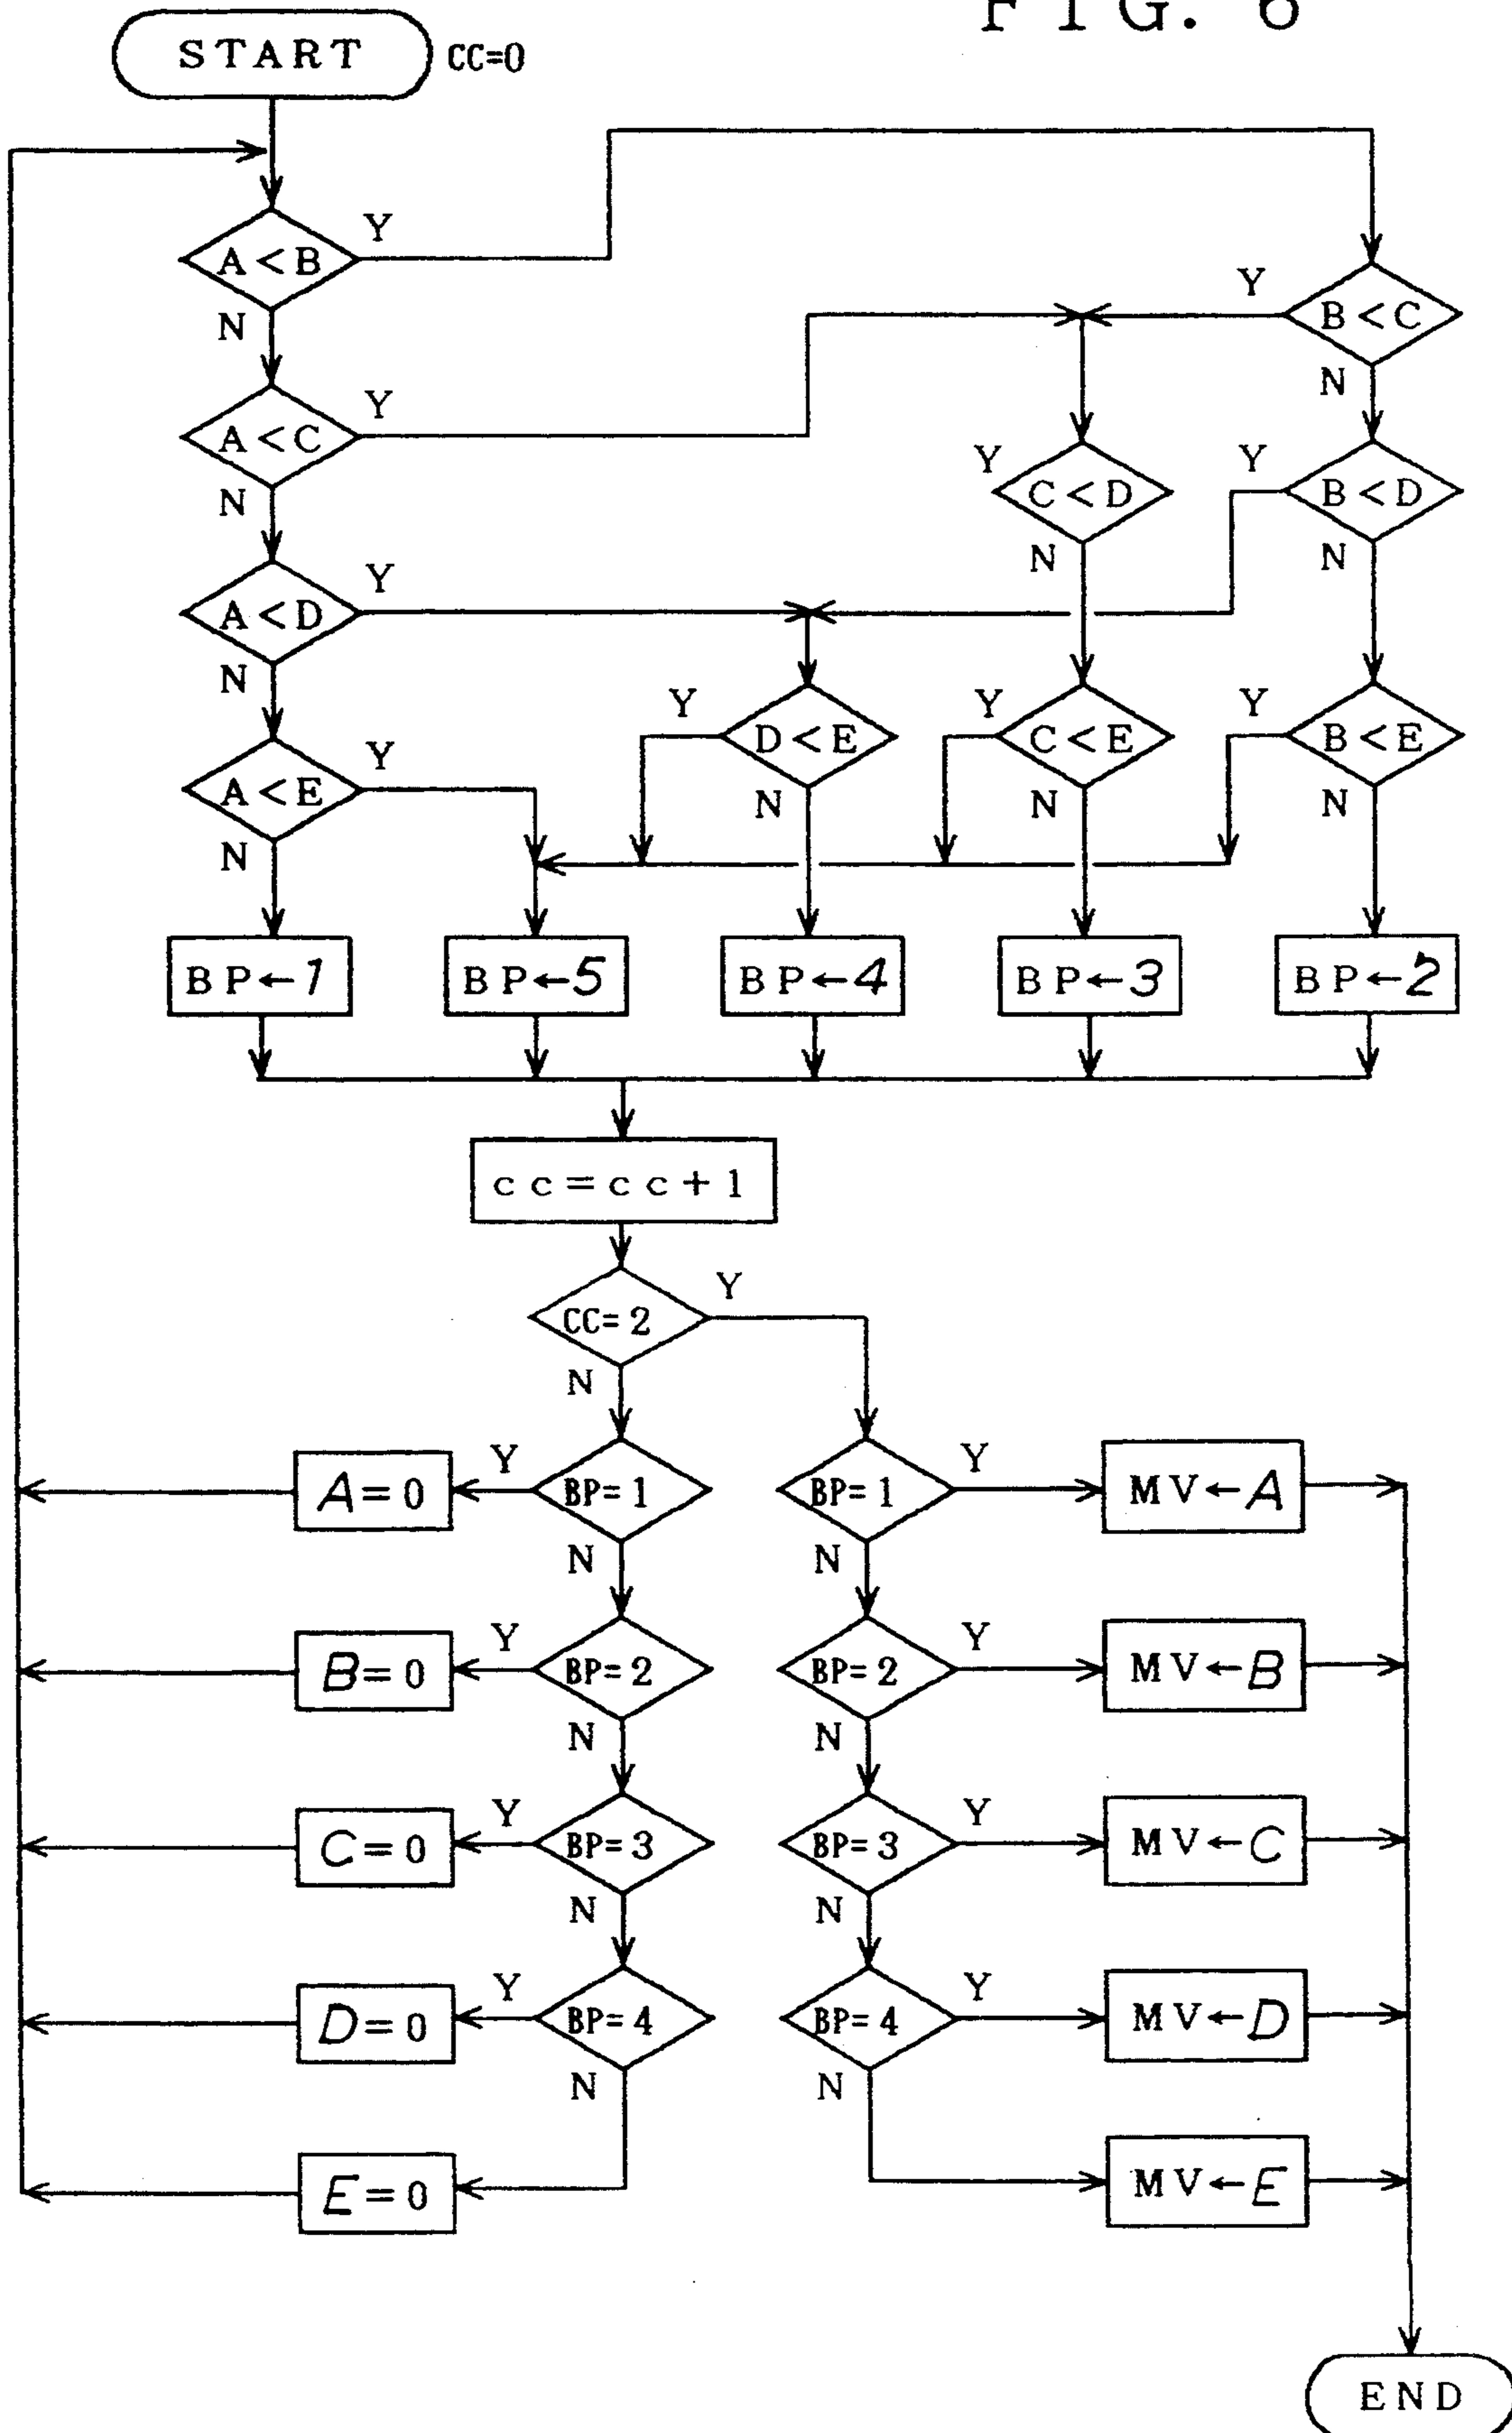 FIG. 6
START CC=0
A<B Y
N
Y B<C
N
A<C Y
N
Y C<D
N
Y B<D
N
A<D Y
N
Y D<E
N
Y C<E
N
Y B<E
N
A<E Y
N
BP←1
BP←5
BP←4
BP←3
BP←2
cc=cc+1
CC=2 Y
N
A=0
Y BP=1
N
BP=1 Y
N
MV←A
B=0
Y BP=2
N
BP=2 Y
N
MV←B
C=0
Y BP=3
N
BP=3 Y
N
MV←C
D=0
Y BP=4
N
BP=4 Y
N
MV←D
E=0
MV←E
END